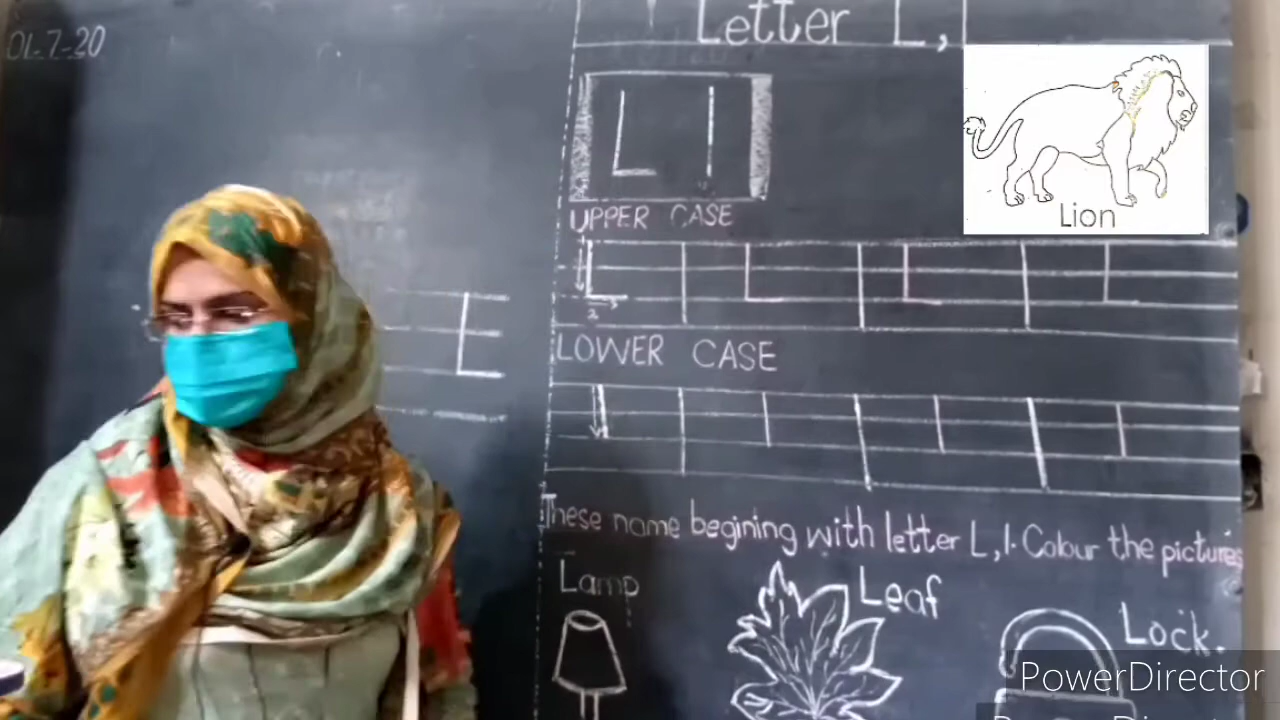 01-7-20
Letter L, l
L l
Lion
UPPER CASE
L L L L
2
L
LOWER CASE
l l l l
These name begining with letter L, l. Colour the pictures
Lamp
Leaf
Lock.
PowerDirector